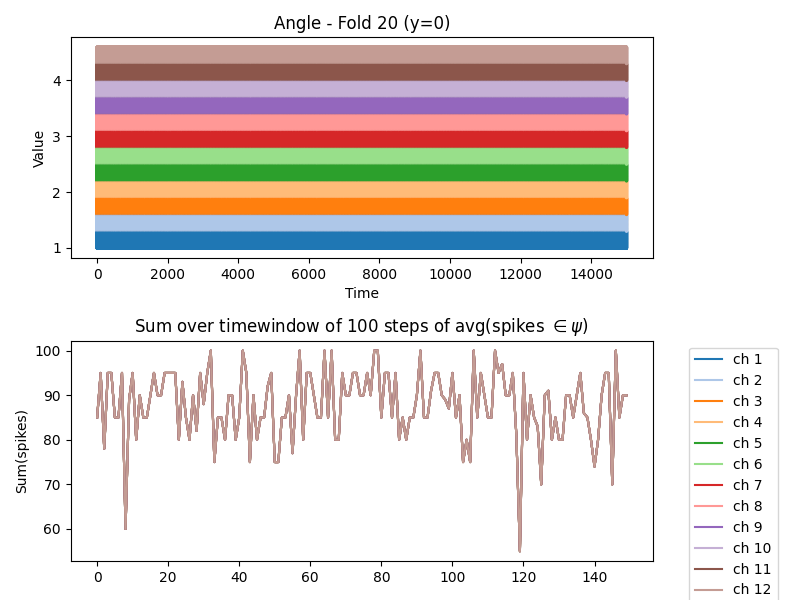 Angle - Fold 20 (y=0)
4
3
2
1
Value
0 2000 4000 6000 8000 10000 12000 14000
Time
Sum over timewindow of 100 steps of avg(spikes ∈ ψ)
100
90
80
70
60
Sum(spikes)
0 20 40 60 80 100 120 140
ch 1
ch 2
ch 3
ch 4
ch 5
ch 6
ch 7
ch 8
ch 9
ch 10
ch 11
ch 12